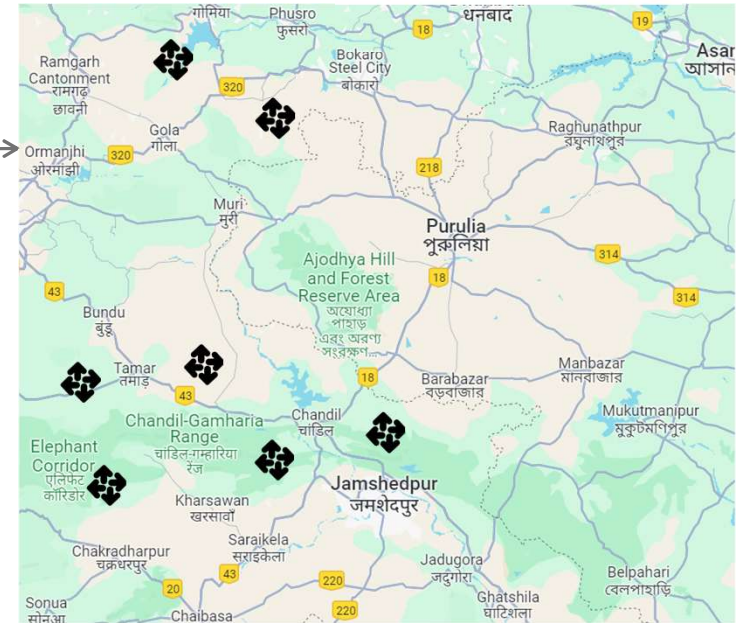 गोमिया
Phusro
फुसरो
धनबाद
18
19
Bokaro
Steel City
बोकारो
Ramgarh
Cantonment
रामगढ़
छावनी
320
Gola
गोला
Ormanjhi
ओरमाझी
320
Raghunathpur
রঘুনাথপুর
218
Muri
मुरी
Purulia
পুরুলিয়া
Ajodhya Hill
and Forest
Reserve Area
অযোধ্যা
পাহাড়
এবং অরণ্য
সংরক্ষণ...
18
314
314
43
Bundu
बुंडू
Tamar
तमाड़
43
18
Barabazar
বড়বাজার
Manbazar
মানবাজার
Mukutmanipur
মুকুটমণিপুর
Chandil
चांडिल
Chandil-Gamharia
Range
चांडिल-गम्हारिया
रेंज
Elephant
Corridor
एलिफेंट
कॉरिडोर
Jamshedpur
जमशेदपुर
Kharsawan
खरसावाँ
Saraikela
सराइकेला
Chakradharpur
चक्रधरपुर
20
43
220
220
Jadugora
जदुगोरा
Ghatshila
घाटशिला
Belpahari
বেলপাহাড়ি
Sonua
Chaibasa